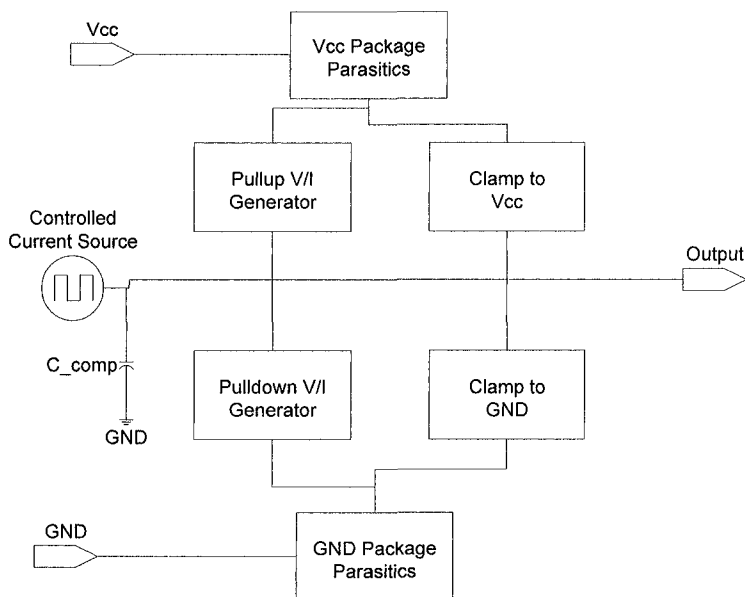 Vcc
Vcc Package
Parasitics
Pullup V/I
Generator
Clamp to
Vcc
Controlled
Current Source
Output
C_comp
GND
Pulldown V/I
Generator
Clamp to
GND
GND
GND Package
Parasitics